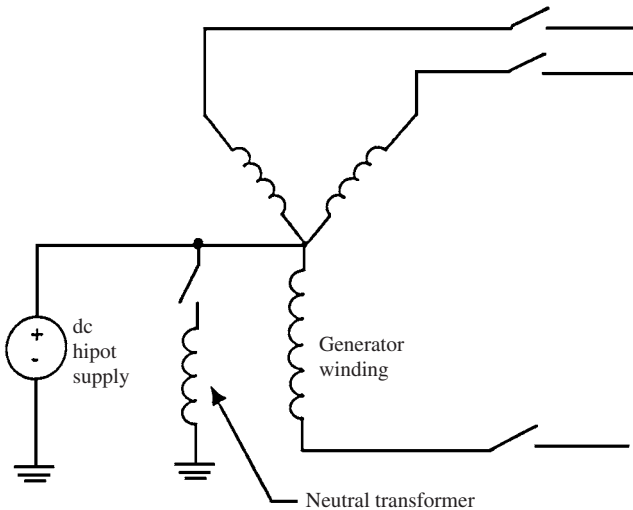 +
-
dc
hipot
supply
Generator
winding
Neutral transformer